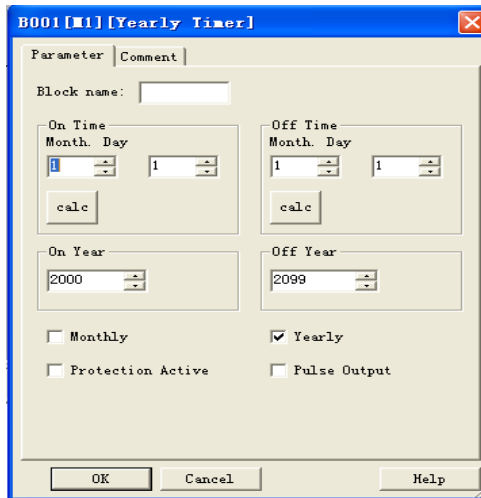 B001[M1][Yearly Timer]
Parameter Comment
Block name:
On Time Off Time
Month. Day Month. Day
1 1 1 1
calc calc
On Year Off Year
2000 2099
Monthly Yearly
Protection Active Pulse Output
OK Cancel Help